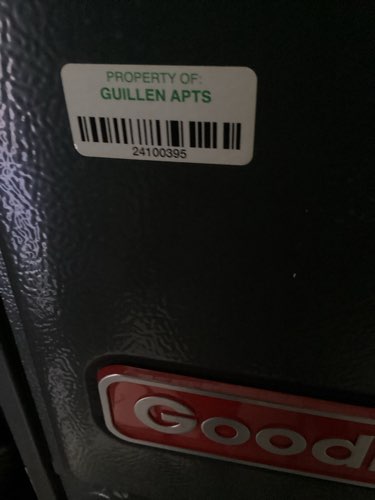 PROPERTY OF:
GUILLEN APTS
24100395
Good